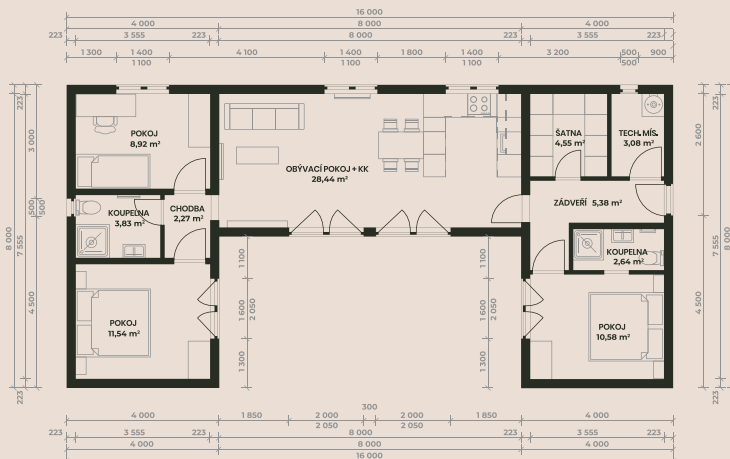 16 000
4 000 8 000 4 000
223 3 555 223 8 000 223 3 555 223
1 300 1 400 4 100 1 400 1 800 1 400 3 200 500 900
1 100 1 100 1 100 500
223 223
3 000 2 600
POKOJ
8,92 m²
OBÝVACÍ POKOJ + KK
28,44 m²
ŠATNA
4,55 m²
TECH. MÍS.
3,08 m²
500 500
KOUPELNA
3,83 m²
CHODBA
2,27 m²
ZÁDVEŘÍ 5,38 m²
8 000 7 555 7 555 8 000
KOUPELNA
2,64 m²
1 100 1 100
4 500 4 500
1 600 2 050 1 600 2 050
POKOJ
11,54 m²
POKOJ
10,58 m²
1 300 1 300
223 223
300
4 000 1 850 2 000 2 000 1 850 4 000
2 050 2 050
223 3 555 223 8 000 223 3 555 223
4 000 8 000 4 000
16 000